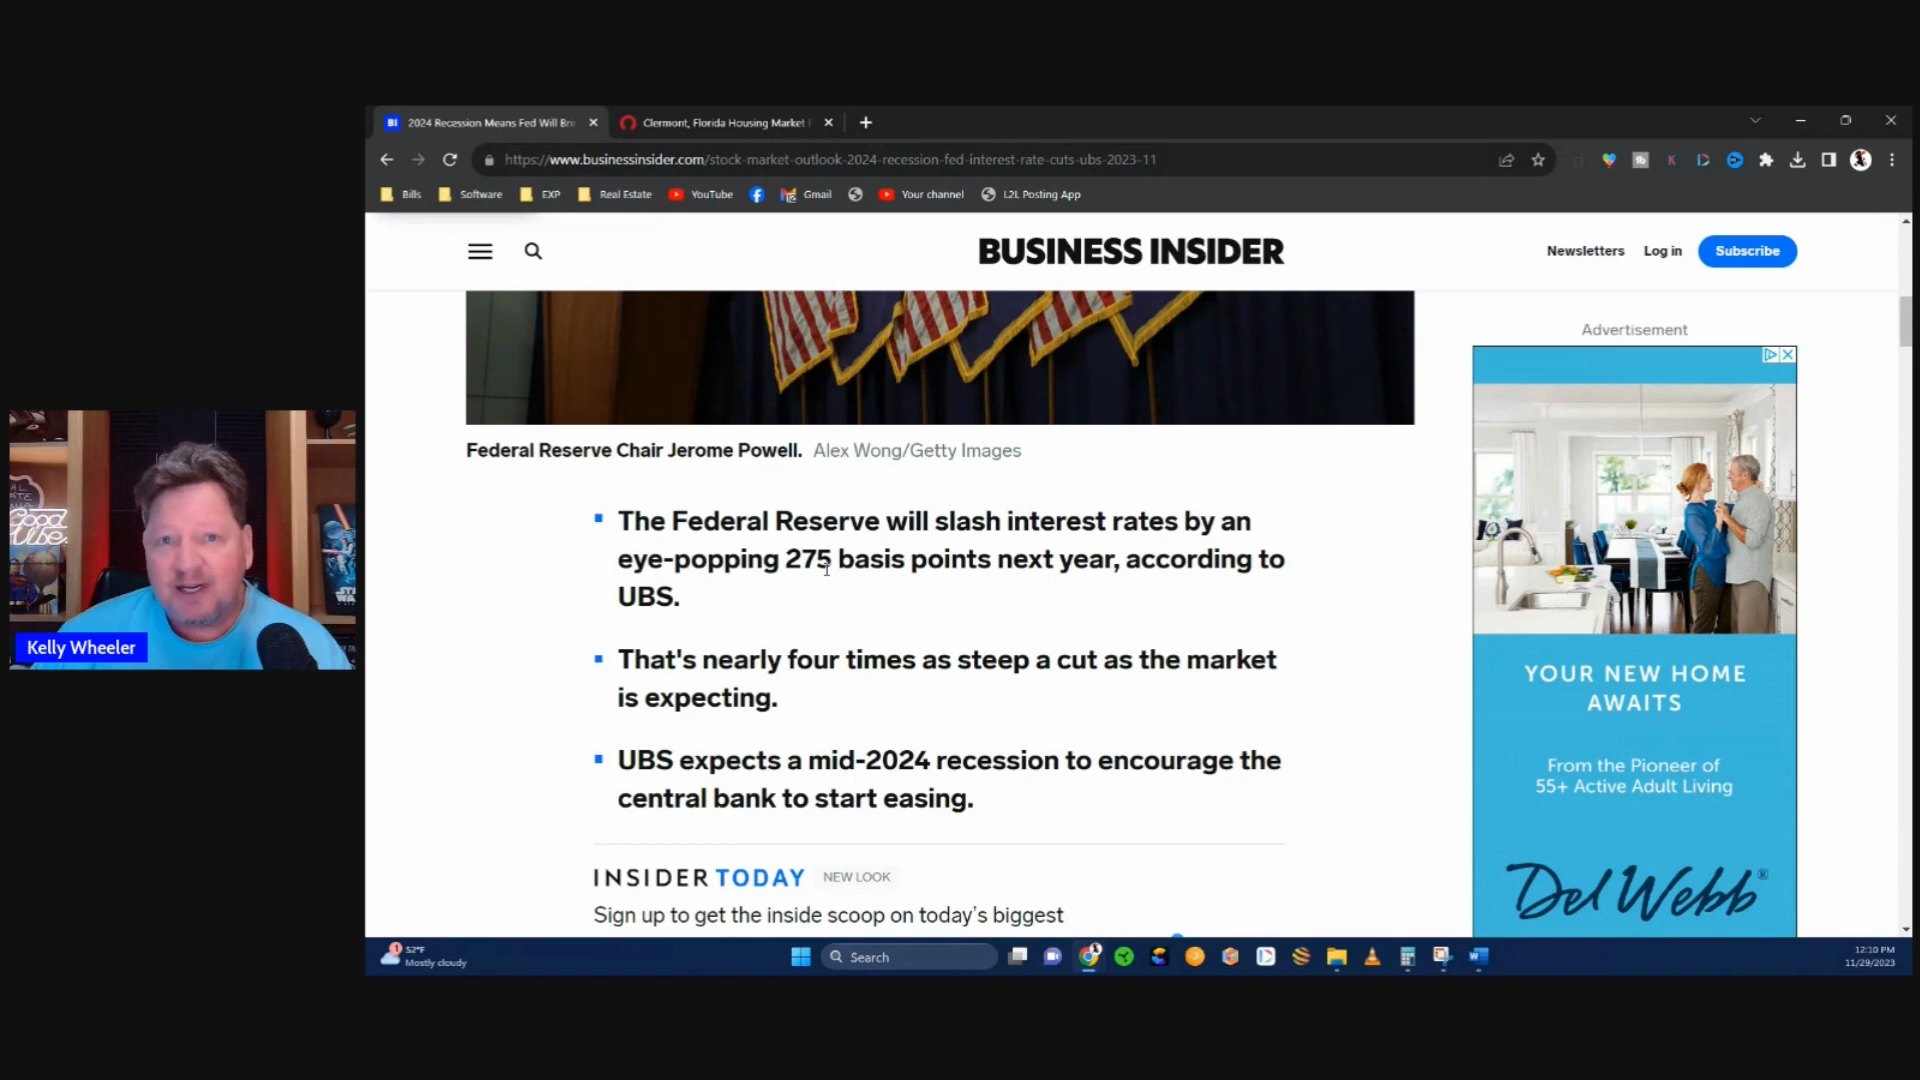 2024 Recession Means Fed Will Bri
Clermont, Florida Housing Market
https://www.businessinsider.com/stock-market-outlook-2024-recession-fed-interest-rate-cuts-ubs-2023-11
Bills
Software
EXP
Real Estate
YouTube
Gmail
Your channel
L2L Posting App
BUSINESS INSIDER
Newsletters
Log in
Subscribe
Advertisement
Federal Reserve Chair Jerome Powell. Alex Wong/Getty Images
The Federal Reserve will slash interest rates by an
eye-popping 275 basis points next year, according to
UBS.
That's nearly four times as steep a cut as the market
is expecting.
UBS expects a mid-2024 recession to encourage the
central bank to start easing.
INSIDER TODAY NEW LOOK
Sign up to get the inside scoop on today's biggest
YOUR NEW HOME
AWAITS
From the Pioneer of
55+ Active Adult Living
Del Webb®
Good
Vibe
STAR
WA
Kelly Wheeler
1
52°F
Mostly cloudy
Search
12:10 PM
11/29/2023